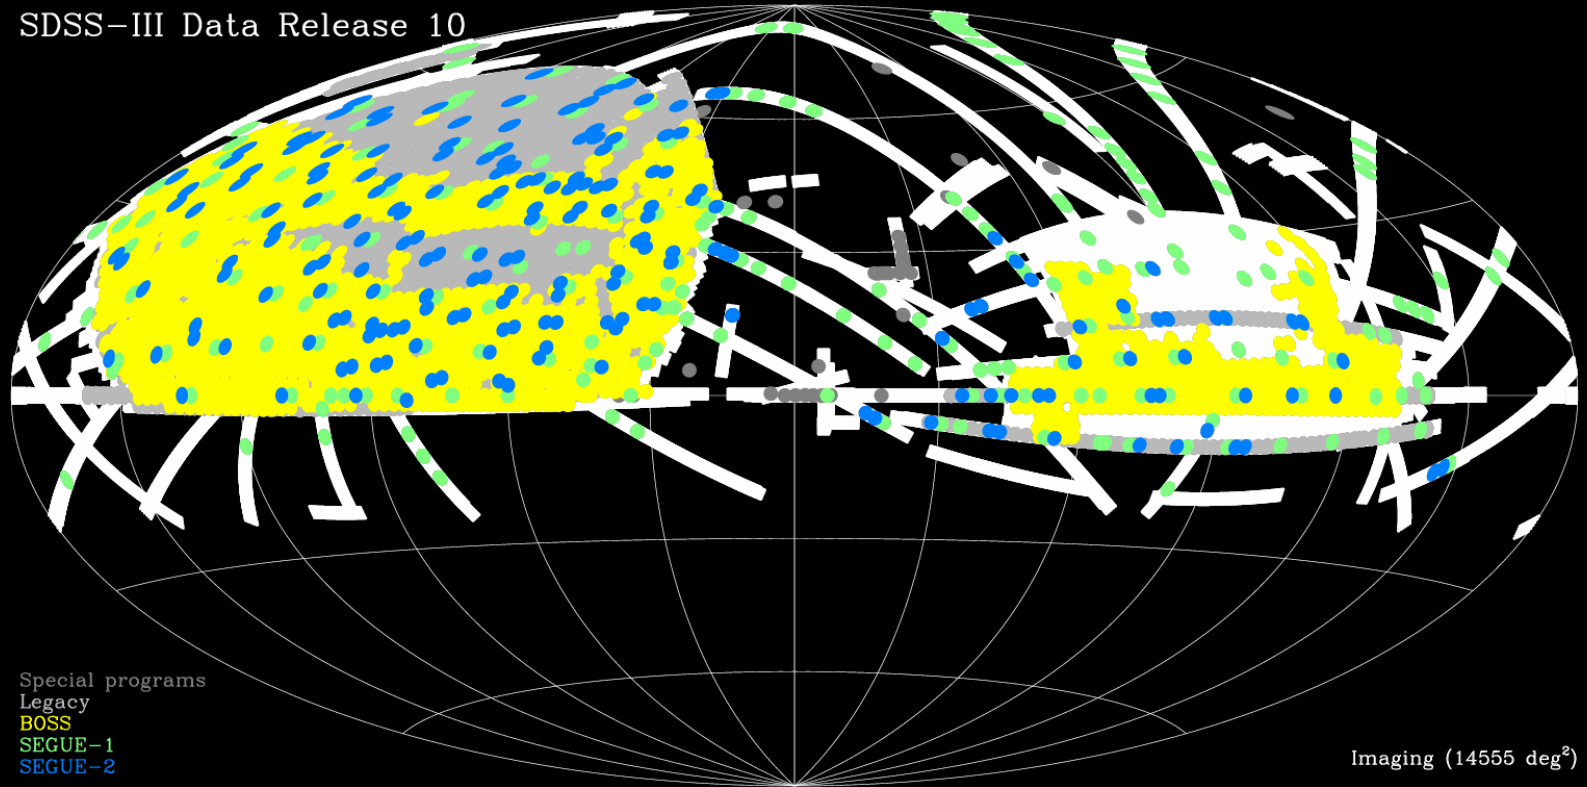 SDSS-III Data Release 10
Special programs
Legacy
BOSS
SEGUE-1
SEGUE-2
Imaging (14555 deg²)